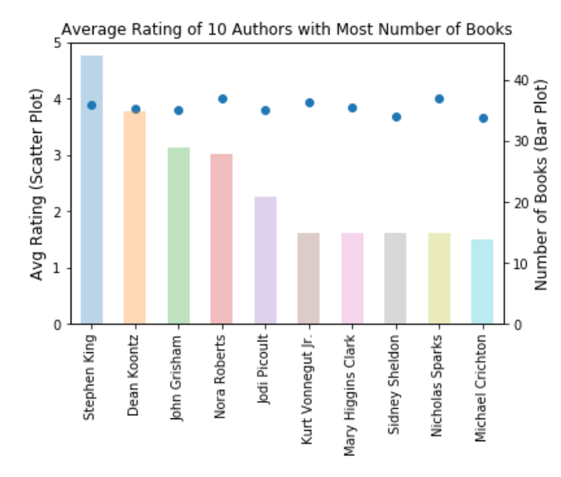 Average Rating of 10 Authors with Most Number of Books
Avg Rating (Scatter Plot)
5
4
3
2
1
0
40
30
20
10
0
Number of Books (Bar Plot)
Stephen King
Dean Koontz
John Grisham
Nora Roberts
Jodi Picoult
Kurt Vonnegut Jr.
Mary Higgins Clark
Sidney Sheldon
Nicholas Sparks
Michael Crichton